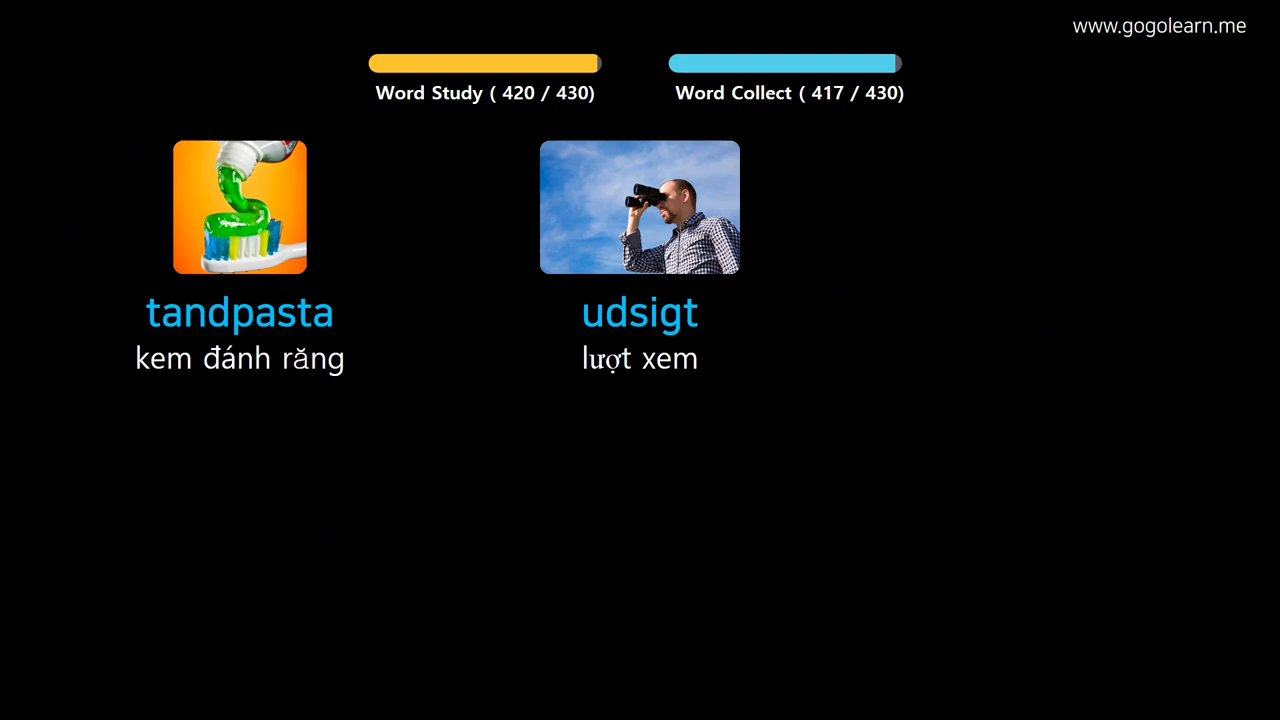 www.gogolearn.me
Word Study ( 420 / 430)
Word Collect ( 417 / 430)
tandpasta
kem đánh răng
udsigt
lượt xem